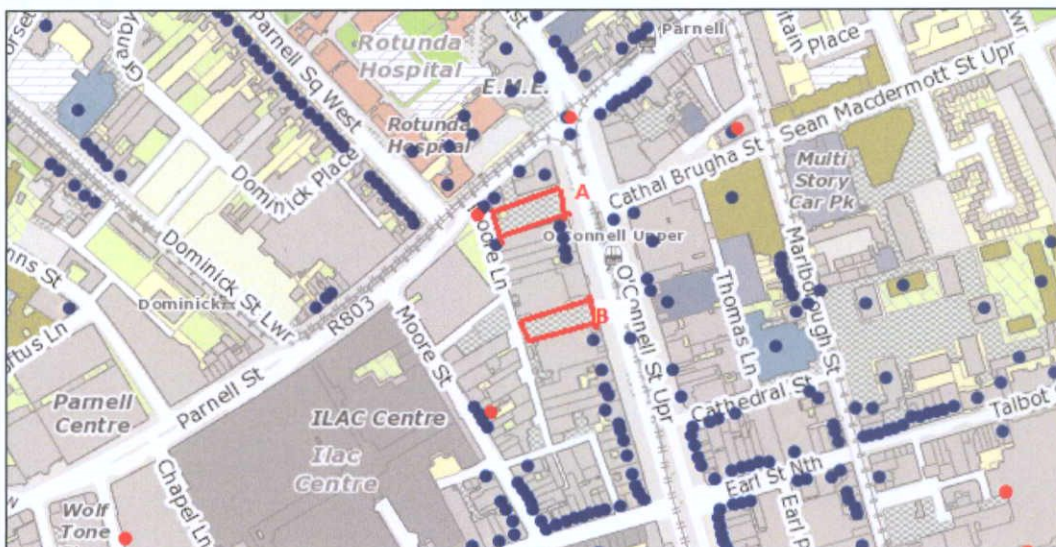 Granby
Parnell Sq West
Rotunda
Hospital
E.M.E.
Parnell
Place
Sean Macdermott St Upr
Lwr
Rotunda
Hospital
Dominick Place
Cathal Brugha St
Multi
Story
Car Pk
A
O'Connell Upper
Dominick St Lwr
Dominick
R803
Moore St
B
O'Connell St Upr
Thomas Ln
Marlborough St
Parnell St
Parnell
Centre
ILAC Centre
Ilac
Centre
Cathedral St
Talbot
Earl St Nth
Chapel Ln
Wolf
Tone